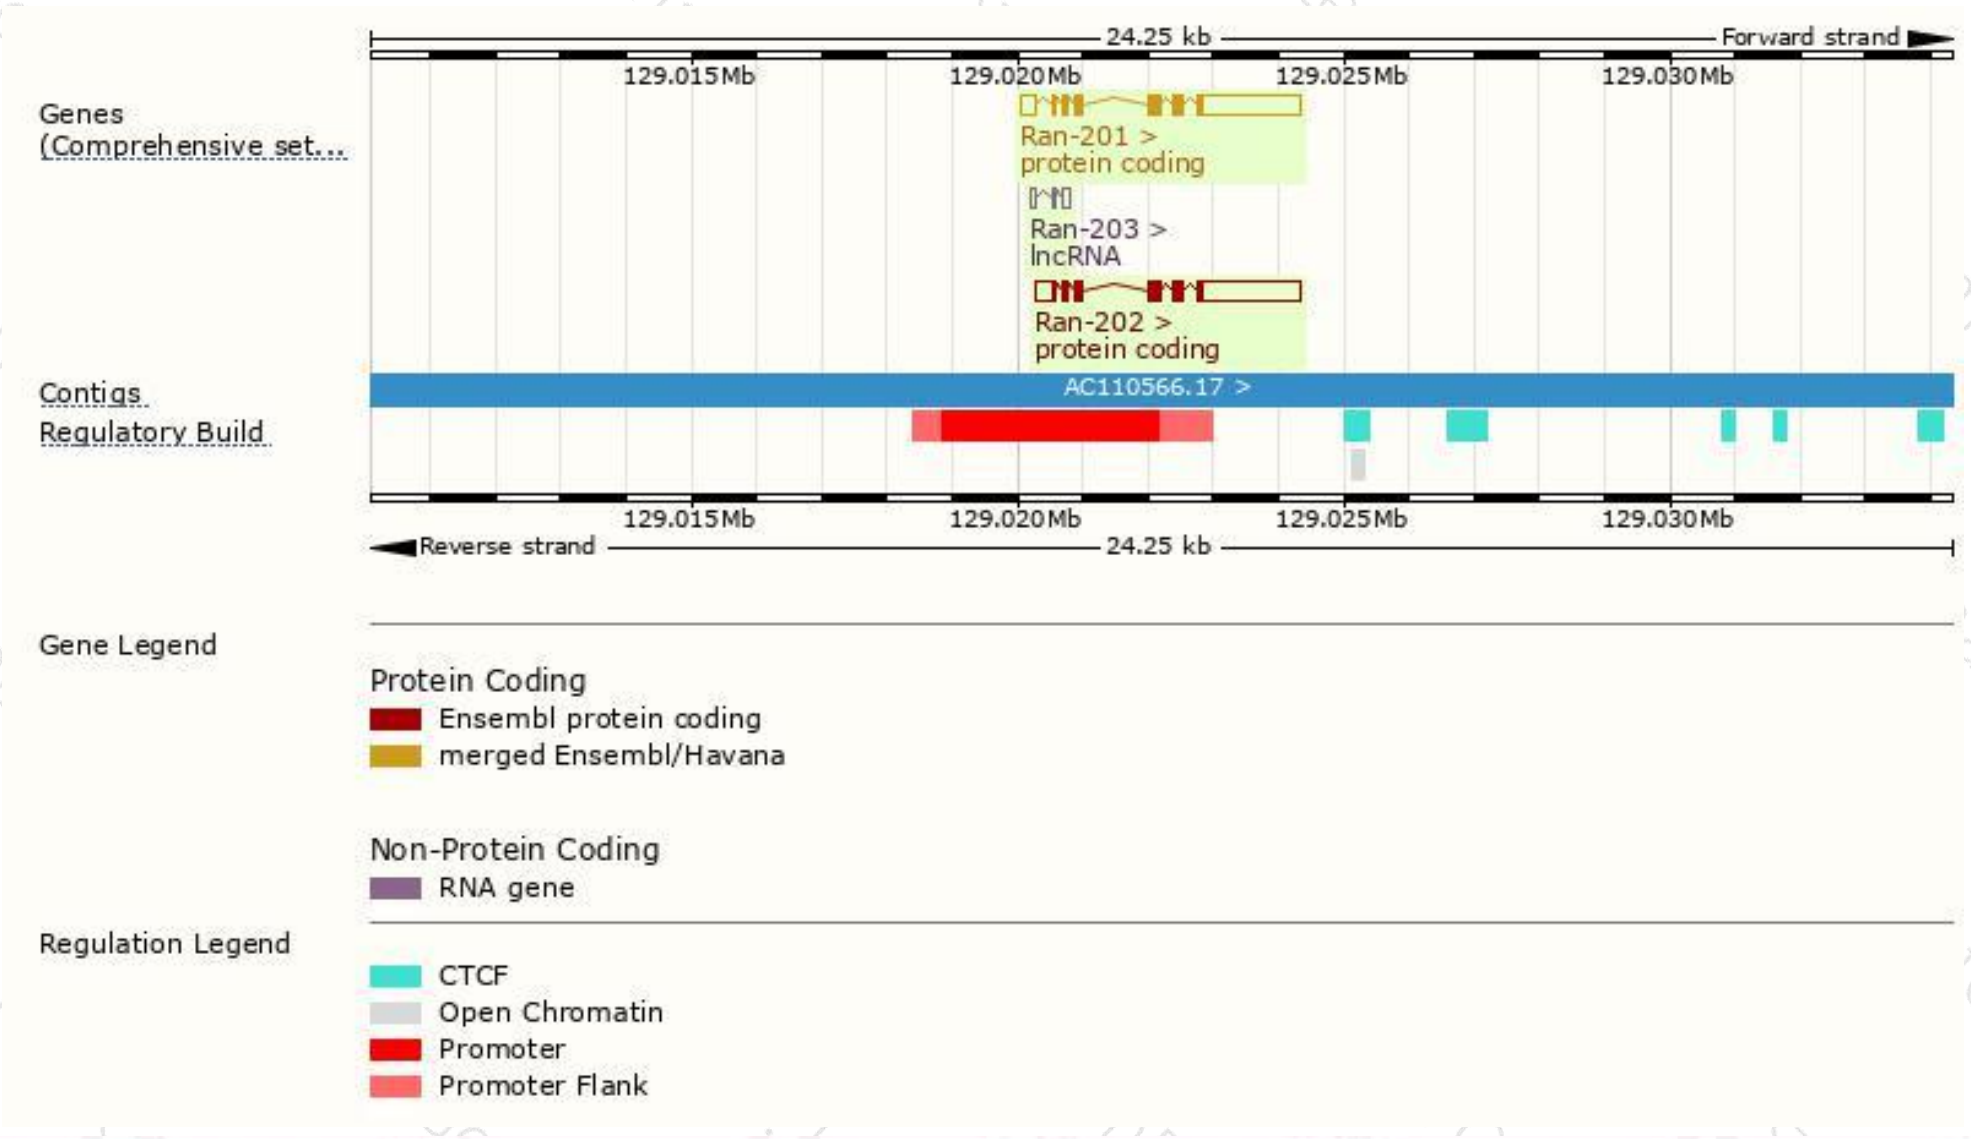 24.25 kb Forward strand
129.015Mb 129.020Mb 129.025Mb 129.030Mb
Genes
(Comprehensive set...
Ran-201 >
protein coding
Ran-203 >
lncRNA
Ran-202 >
protein coding
Contigs
AC110566.17 >
Regulatory Build
129.015Mb 129.020Mb 129.025Mb 129.030Mb
Reverse strand 24.25 kb
Gene Legend
Protein Coding
Ensembl protein coding
merged Ensembl/Havana
Non-Protein Coding
RNA gene
Regulation Legend
CTCF
Open Chromatin
Promoter
Promoter Flank